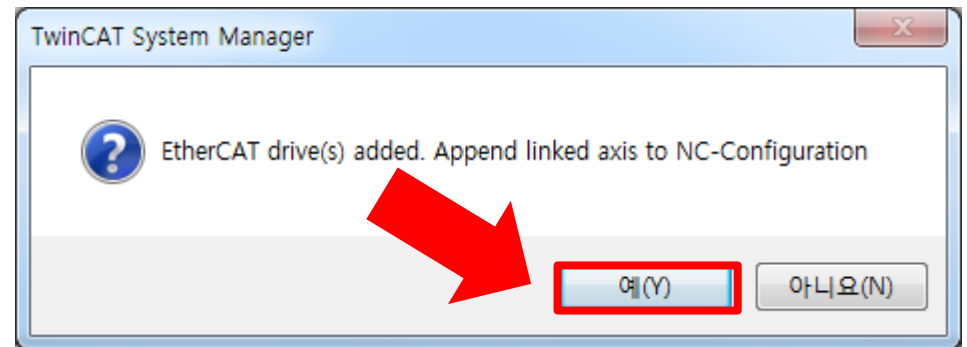 TwinCAT System Manager
EtherCAT drive(s) added. Append linked axis to NC-Configuration
예(Y)
아니요(N)